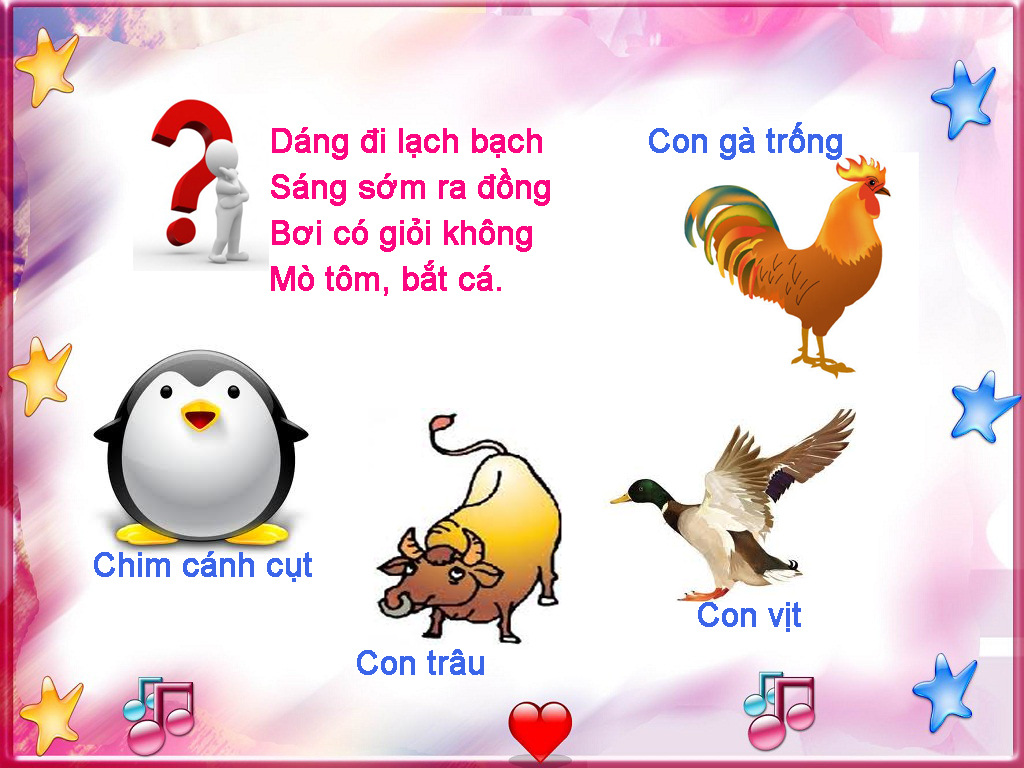 Dáng đi lạch bạch
Sáng sớm ra đồng
Bơi có giỏi không
Mò tôm, bắt cá.
Con gà trống
Chim cánh cụt
Con vịt
Con trâu